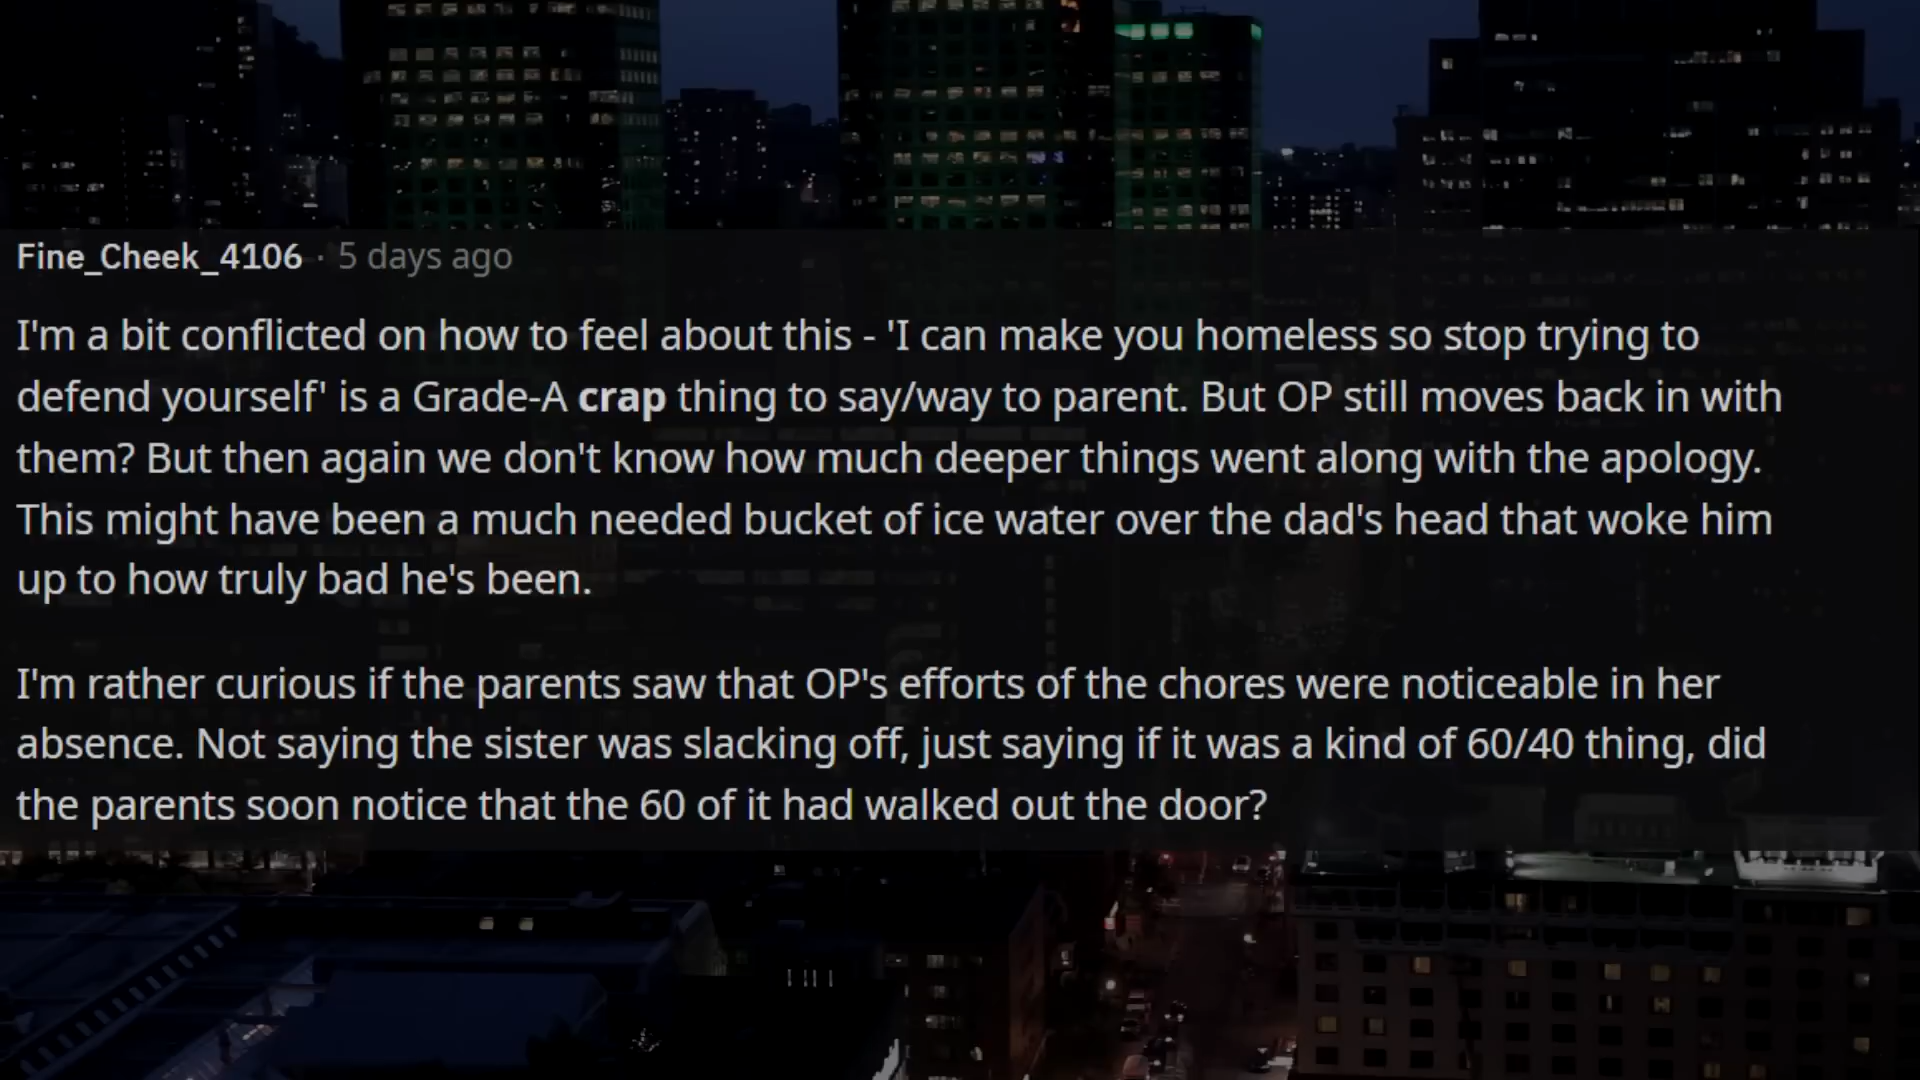 Fine_Cheek_4106 · 5 days ago
I'm a bit conflicted on how to feel about this - 'I can make you homeless so stop trying to
defend yourself' is a Grade-A crap thing to say/way to parent. But OP still moves back in with
them? But then again we don't know how much deeper things went along with the apology.
This might have been a much needed bucket of ice water over the dad's head that woke him
up to how truly bad he's been.
I'm rather curious if the parents saw that OP's efforts of the chores were noticeable in her
absence. Not saying the sister was slacking off, just saying if it was a kind of 60/40 thing, did
the parents soon notice that the 60 of it had walked out the door?